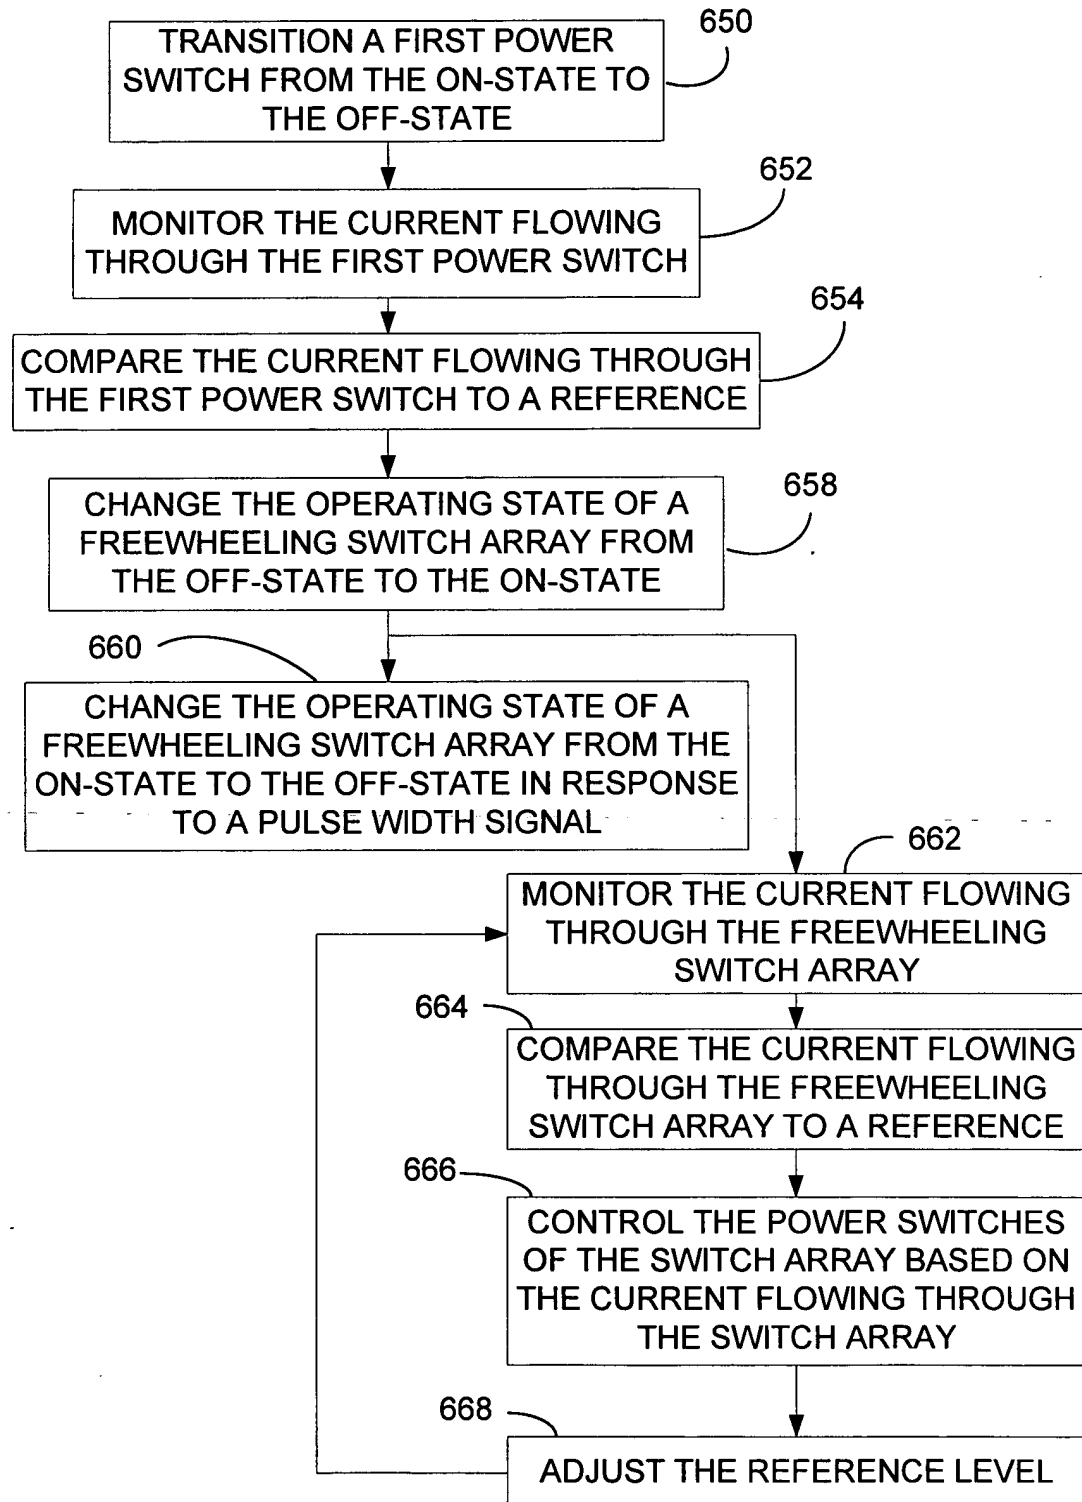 650
TRANSITION A FIRST POWER
SWITCH FROM THE ON-STATE TO
THE OFF-STATE
652
MONITOR THE CURRENT FLOWING
THROUGH THE FIRST POWER SWITCH
654
COMPARE THE CURRENT FLOWING THROUGH
THE FIRST POWER SWITCH TO A REFERENCE
658
CHANGE THE OPERATING STATE OF A
FREEWHEELING SWITCH ARRAY FROM
THE OFF-STATE TO THE ON-STATE
660
CHANGE THE OPERATING STATE OF A
FREEWHEELING SWITCH ARRAY FROM THE
ON-STATE TO THE OFF-STATE IN RESPONSE
TO A PULSE WIDTH SIGNAL
662
MONITOR THE CURRENT FLOWING
THROUGH THE FREEWHEELING
SWITCH ARRAY
664
COMPARE THE CURRENT FLOWING
THROUGH THE FREEWHEELING
SWITCH ARRAY TO A REFERENCE
666
CONTROL THE POWER SWITCHES
OF THE SWITCH ARRAY BASED ON
THE CURRENT FLOWING THROUGH
THE SWITCH ARRAY
668
ADJUST THE REFERENCE LEVEL